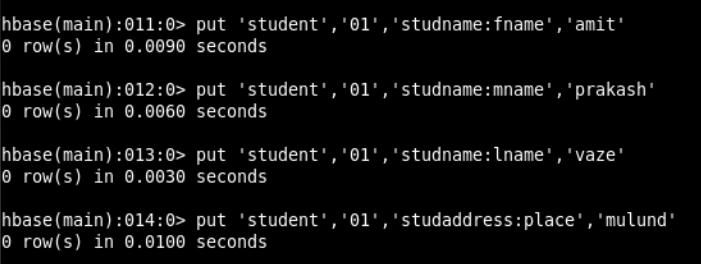 hbase(main):011:0> put 'student','01','studname:fname','amit'
0 row(s) in 0.0090 seconds
hbase(main):012:0> put 'student','01','studname:mname','prakash'
0 row(s) in 0.0060 seconds
hbase(main):013:0> put 'student','01','studname:lname','vaze'
0 row(s) in 0.0030 seconds
hbase(main):014:0> put 'student','01','studaddress:place','mulund'
0 row(s) in 0.0100 seconds